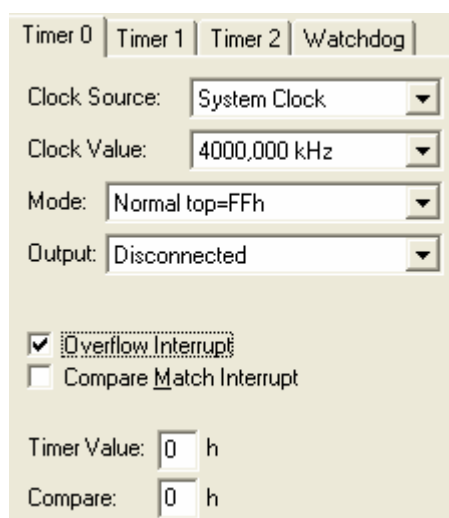 Timer 0 Timer 1 Timer 2 Watchdog
Clock Source: System Clock
Clock Value: 4000,000 kHz
Mode: Normal top=FFh
Output: Disconnected
Overflow Interrupt
Compare Match Interrupt
Timer Value: 0 h
Compare: 0 h